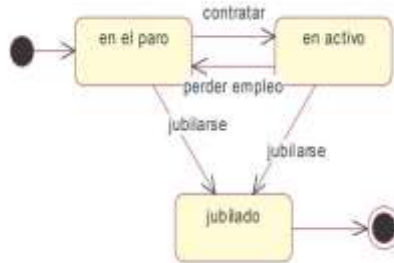 contratar
en el paro
en activo
perder empleo
jubilarse
jubilarse
jubilado